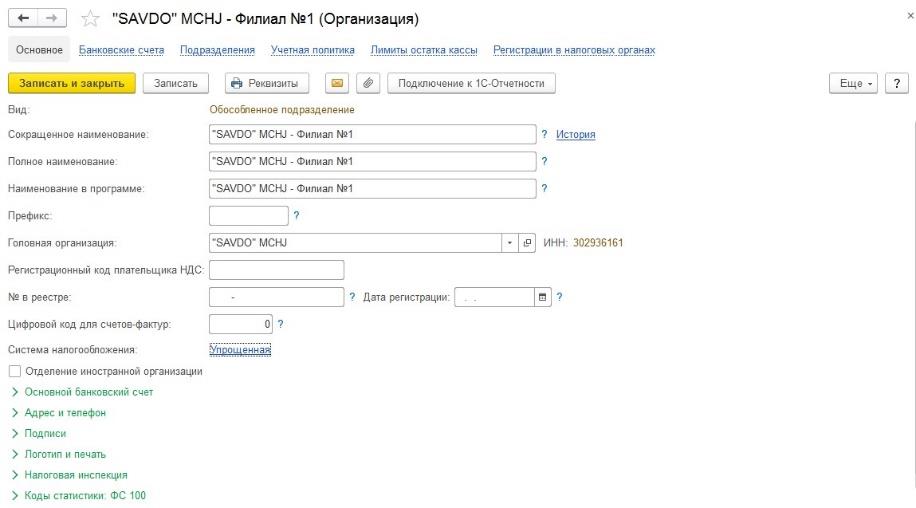 "SAVDO" MCHJ - Филиал №1 (Организация)
Основное Банковские счета Подразделения Учетная политика Лимиты остатка кассы Регистрации в налоговых органах
Записать и закрыть Записать Реквизиты Подключение к 1С-Отчетности Еще ?
Вид: Обособленное подразделение
Сокращенное наименование: "SAVDO" MCHJ - Филиал №1 ? История
Полное наименование: "SAVDO" MCHJ - Филиал №1 ?
Наименование в программе: "SAVDO" MCHJ - Филиал №1 ?
Префикс: ?
Головная организация: "SAVDO" MCHJ ИНН: 302936161
Регистрационный код плательщика НДС:
№ в реестре: - ? Дата регистрации: . . ?
Цифровой код для счетов-фактур: 0 ?
Система налогообложения: Упрощенная
Отделение иностранной организации
Основной банковский счет
Адрес и телефон
Подписи
Логотип и печать
Налоговая инспекция
Коды статистики: ФС 100